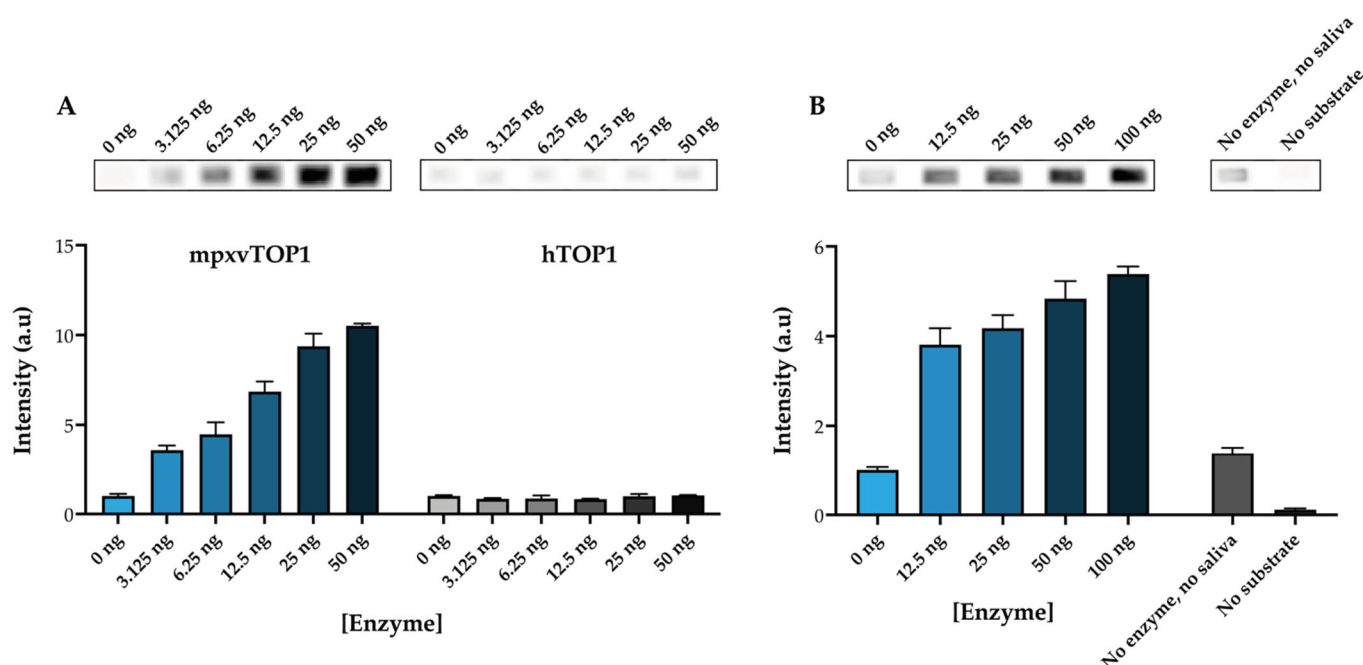 A
0 ng
3.125 ng
6.25 ng
12.5 ng
25 ng
50 ng
0 ng
3.125 ng
6.25 ng
12.5 ng
25 ng
50 ng
mpxvTOP1
hTOP1
Intensity (a.u)
15
10
5
0
0 ng
3.125 ng
6.25 ng
12.5 ng
25 ng
50 ng
0 ng
3.125 ng
6.25 ng
12.5 ng
25 ng
50 ng
[Enzyme]
B
0 ng
12.5 ng
25 ng
50 ng
100 ng
No enzyme, no saliva
No substrate
Intensity (a.u)
6
4
2
0
0 ng
12.5 ng
25 ng
50 ng
100 ng
No enzyme, no saliva
No substrate
[Enzyme]